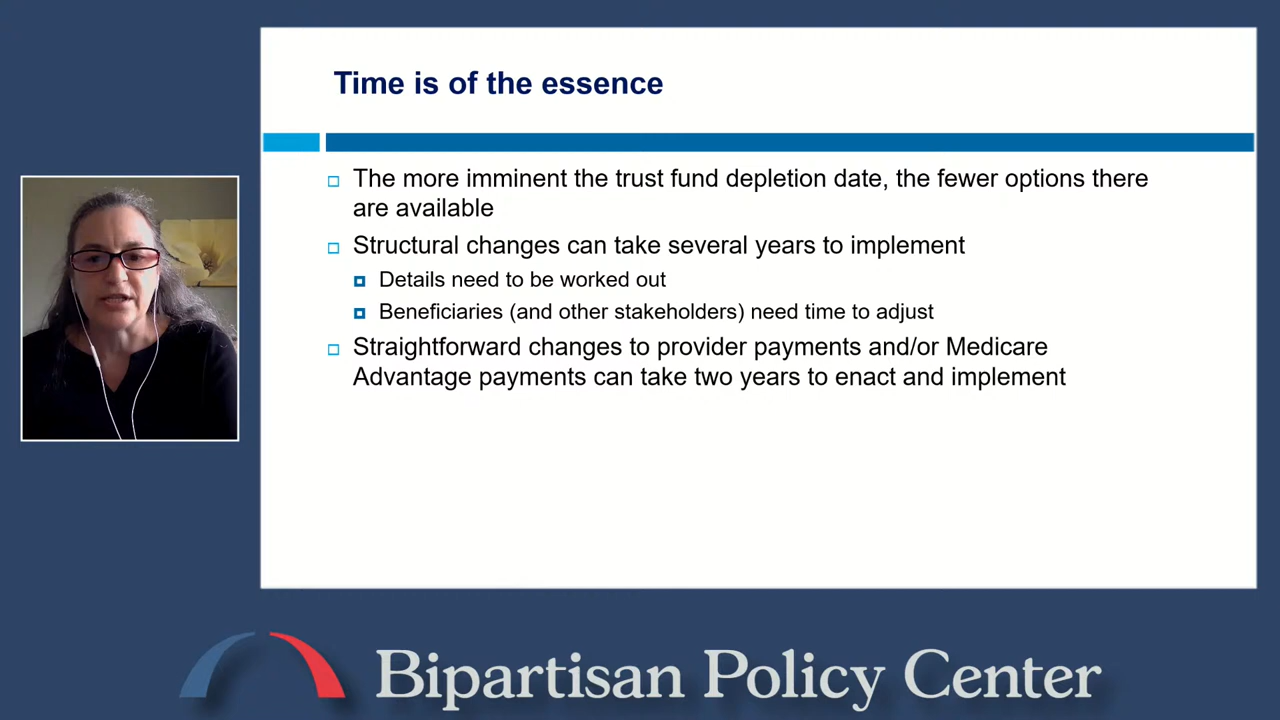 Time is of the essence
The more imminent the trust fund depletion date, the fewer options there
are available
Structural changes can take several years to implement
Details need to be worked out
Beneficiaries (and other stakeholders) need time to adjust
Straightforward changes to provider payments and/or Medicare
Advantage payments can take two years to enact and implement
Bipartisan Policy Center